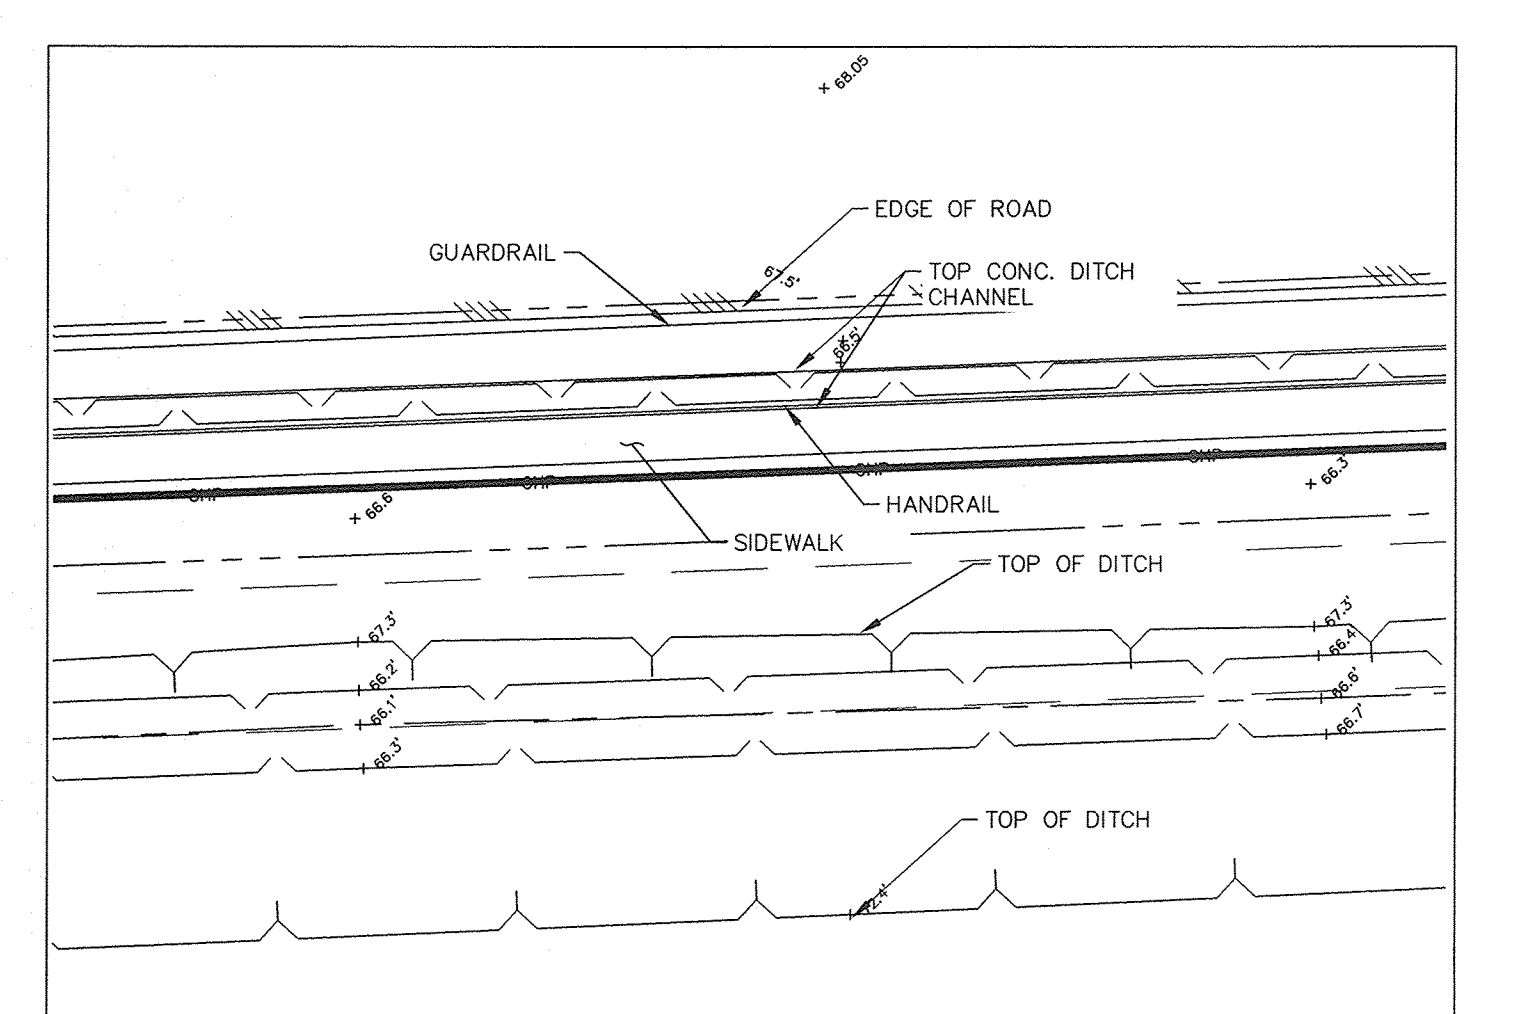 68.05
EDGE OF ROAD
GUARDRAIL
67.5'
TOP CONC. DITCH
CHANNEL
66.5'
OHP
OHP
OHP
OHP
66.3'
66.6
HANDRAIL
SIDEWALK
TOP OF DITCH
67.3'
67.3'
66.4'
66.2'
66.6'
66.1'
66.7'
66.3'
TOP OF DITCH